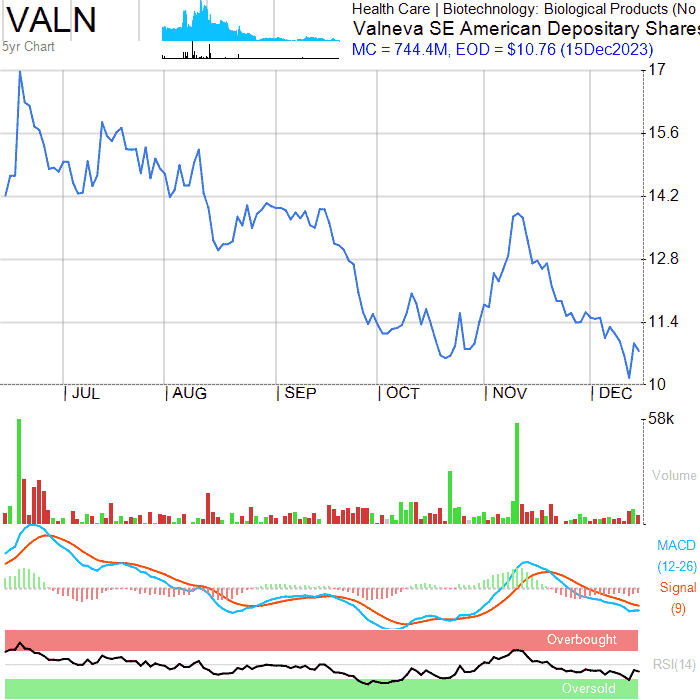 VALN
5yr Chart
Health Care | Biotechnology: Biological Products (No
Valneva SE American Depositary Shares
MC = 744.4M, EOD = $10.76 (15Dec2023)
17
15.6
14.2
12.8
11.4
10
JUL
AUG
SEP
OCT
NOV
DEC
58k
Volume
MACD
(12-26)
Signal
(9)
Overbought
RSI(14)
Oversold